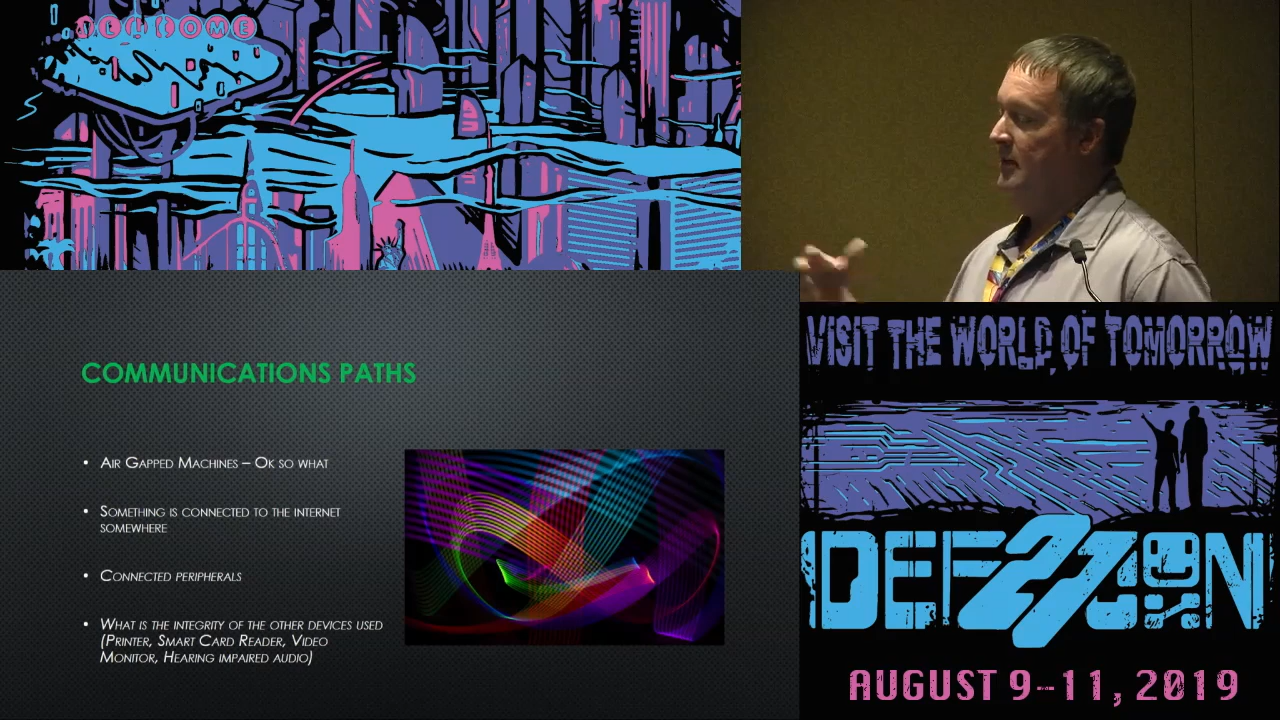 WELCOME
COMMUNICATIONS PATHS
• AIR GAPPED MACHINES – OK SO WHAT
• SOMETHING IS CONNECTED TO THE INTERNET
SOMEWHERE
• CONNECTED PERIPHERALS
• WHAT IS THE INTEGRITY OF THE OTHER DEVICES USED
(PRINTER, SMART CARD READER, VIDEO
MONITOR, HEARING IMPAIRED AUDIO)
VISIT THE WORLD OF TOMORROW
DEF 27 CON
AUGUST 9-11, 2019